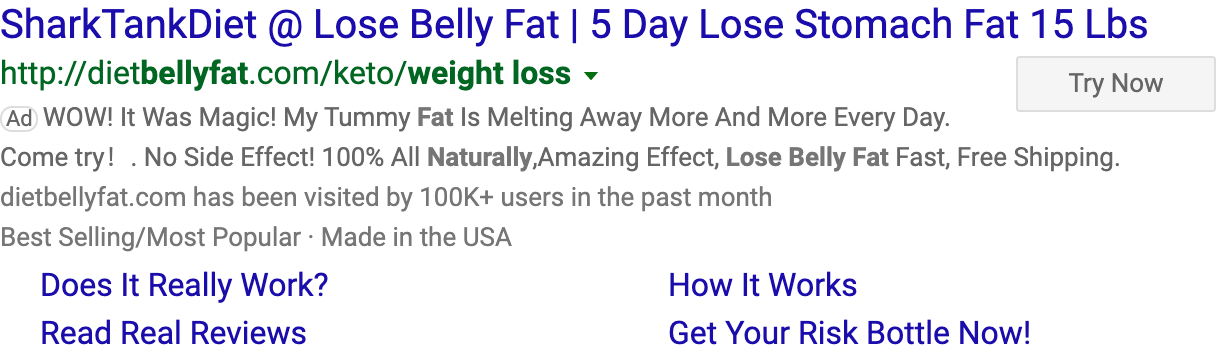 SharkTankDiet @ Lose Belly Fat | 5 Day Lose Stomach Fat 15 Lbs
http://dietbellyfat.com/keto/weight loss
Try Now
Ad WOW! It Was Magic! My Tummy Fat Is Melting Away More And More Every Day.
Come try！. No Side Effect! 100% All Naturally,Amazing Effect, Lose Belly Fat Fast, Free Shipping.
dietbellyfat.com has been visited by 100K+ users in the past month
Best Selling/Most Popular · Made in the USA
Does It Really Work?
How It Works
Read Real Reviews
Get Your Risk Bottle Now!